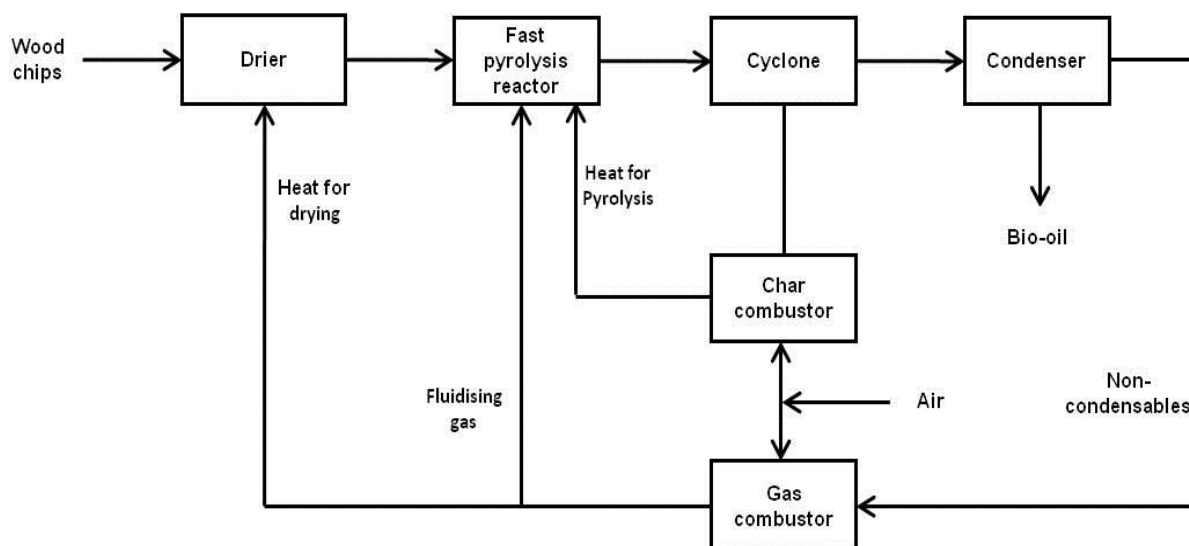 Wood
chips
Drier
Fast
pyrolysis
reactor
Cyclone
Condenser
Heat for
drying
Heat for
Pyrolysis
Bio-oil
Char
combustor
Fluidising
gas
Air
Non-
condensables
Gas
combustor